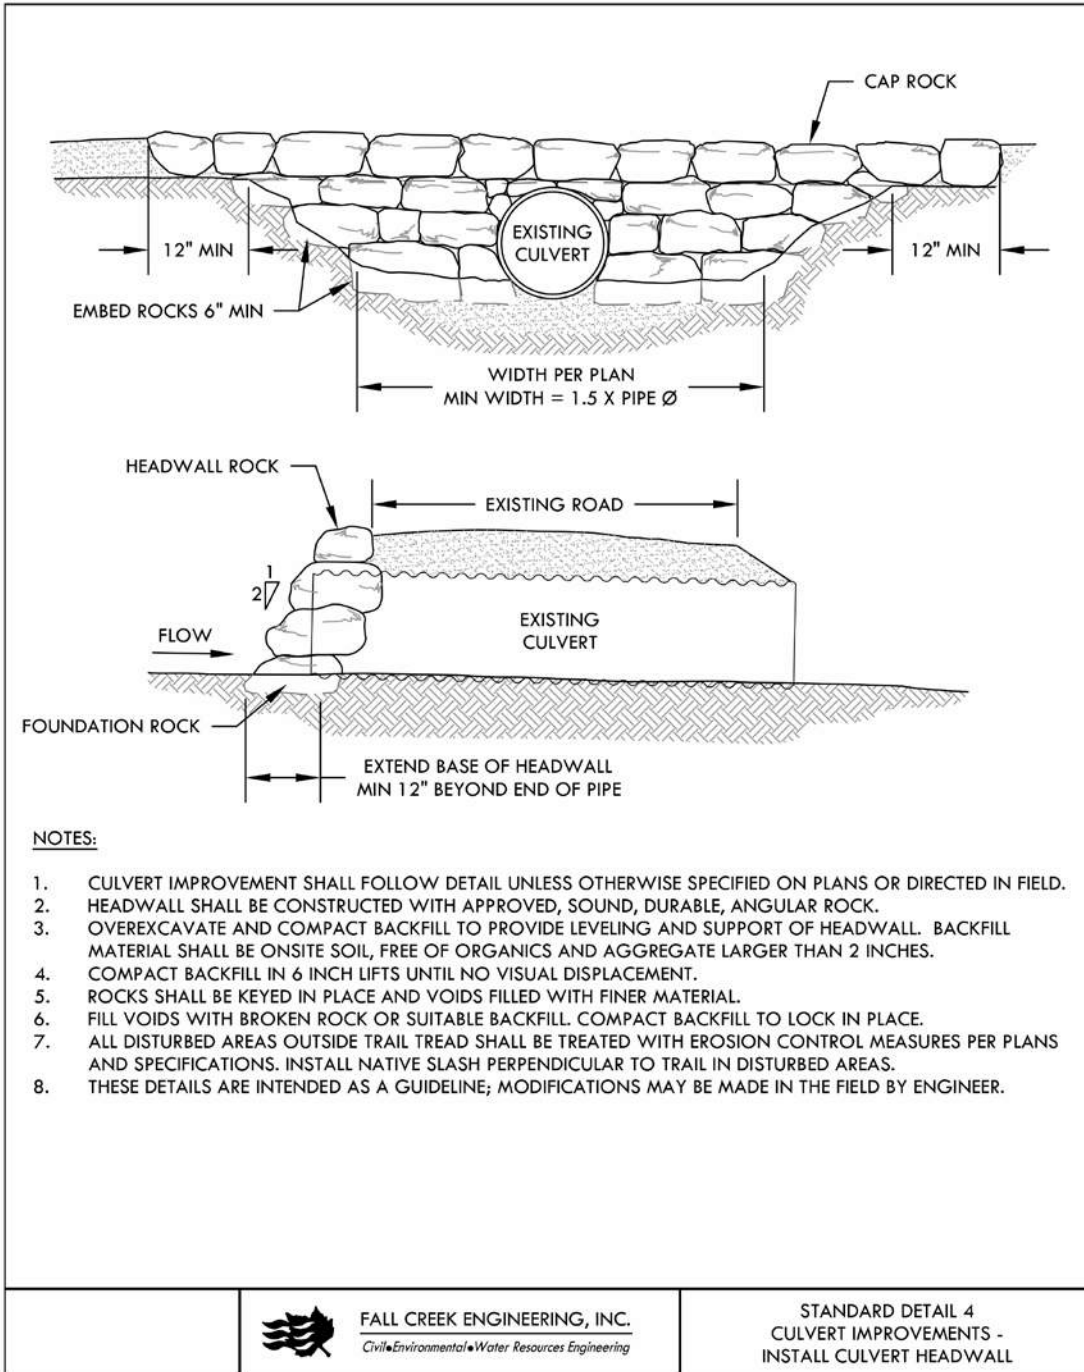 CAP ROCK
EXISTING
CULVERT
12" MIN
12" MIN
EMBED ROCKS 6" MIN
WIDTH PER PLAN
MIN WIDTH = 1.5 X PIPE Ø
HEADWALL ROCK
EXISTING ROAD
1
2
EXISTING
CULVERT
FLOW
FOUNDATION ROCK
EXTEND BASE OF HEADWALL
MIN 12" BEYOND END OF PIPE
NOTES:
1. CULVERT IMPROVEMENT SHALL FOLLOW DETAIL UNLESS OTHERWISE SPECIFIED ON PLANS OR DIRECTED IN FIELD.
2. HEADWALL SHALL BE CONSTRUCTED WITH APPROVED, SOUND, DURABLE, ANGULAR ROCK.
3. OVEREXCAVATE AND COMPACT BACKFILL TO PROVIDE LEVELING AND SUPPORT OF HEADWALL. BACKFILL
MATERIAL SHALL BE ONSITE SOIL, FREE OF ORGANICS AND AGGREGATE LARGER THAN 2 INCHES.
4. COMPACT BACKFILL IN 6 INCH LIFTS UNTIL NO VISUAL DISPLACEMENT.
5. ROCKS SHALL BE KEYED IN PLACE AND VOIDS FILLED WITH FINER MATERIAL.
6. FILL VOIDS WITH BROKEN ROCK OR SUITABLE BACKFILL. COMPACT BACKFILL TO LOCK IN PLACE.
7. ALL DISTURBED AREAS OUTSIDE TRAIL TREAD SHALL BE TREATED WITH EROSION CONTROL MEASURES PER PLANS
AND SPECIFICATIONS. INSTALL NATIVE SLASH PERPENDICULAR TO TRAIL IN DISTURBED AREAS.
8. THESE DETAILS ARE INTENDED AS A GUIDELINE; MODIFICATIONS MAY BE MADE IN THE FIELD BY ENGINEER.
FALL CREEK ENGINEERING, INC.
Civil•Environmental•Water Resources Engineering
STANDARD DETAIL 4
CULVERT IMPROVEMENTS -
INSTALL CULVERT HEADWALL